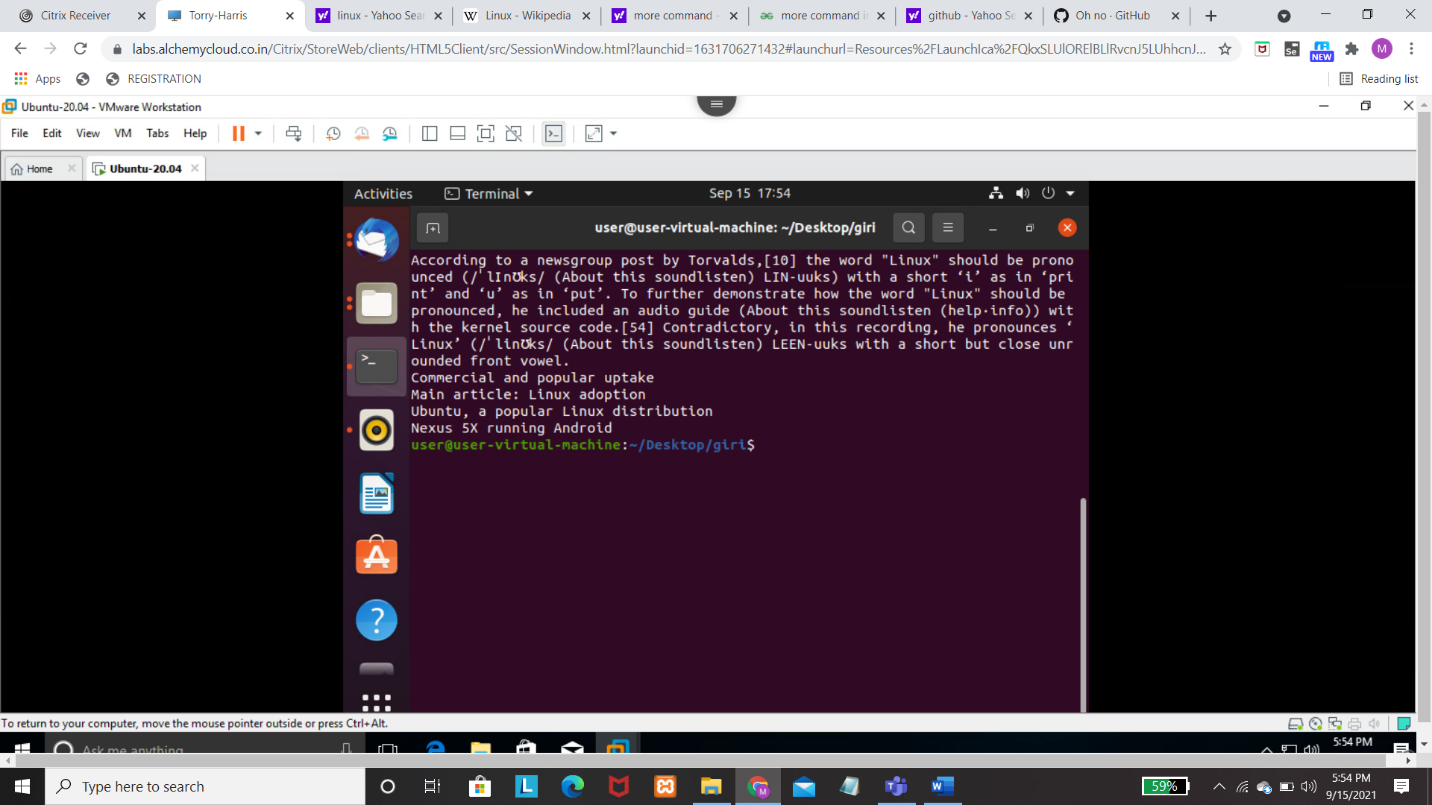 Citrix Receiver
Torry-Harris
linux - Yahoo Sear
Linux - Wikipedia
more command -
more command in
github - Yahoo Se
Oh no · GitHub
labs.alchemycloud.co.in/Citrix/StoreWeb/clients/HTML5Client/src/SessionWindow.html?launchid=1631706271432#launchurl=Resources%2FLaunchIca%2FQkxSLUlORElBLlRvcnJ5LUhhcnJ...
Se
NEW
M
Apps
REGISTRATION
Reading list
Ubuntu-20.04 - VMware Workstation
File Edit View VM Tabs Help
Home
Ubuntu-20.04
Activities
Terminal
Sep 15 17:54
user@user-virtual-machine: ~/Desktop/giri
According to a newsgroup post by Torvalds,[10] the word "Linux" should be prono
unced (/ˈlɪnʊks/ (About this soundlisten) LIN-uuks) with a short ‘i’ as in ‘pri
nt’ and ‘u’ as in ‘put’. To further demonstrate how the word "Linux" should be
pronounced, he included an audio guide (About this soundlisten (help·info)) wit
h the kernel source code.[54] Contradictory, in this recording, he pronounces ‘
Linux’ (/ˈlinʊks/ (About this soundlisten) LEEN-uuks with a short but close unr
ounded front vowel.
Commercial and popular uptake
Main article: Linux adoption
Ubuntu, a popular Linux distribution
Nexus 5X running Android
user@user-virtual-machine:~/Desktop/giri$
To return to your computer, move the mouse pointer outside or press Ctrl+Alt.
Ask me anything
5:54 PM
Type here to search
L
59%
5:54 PM
9/15/2021